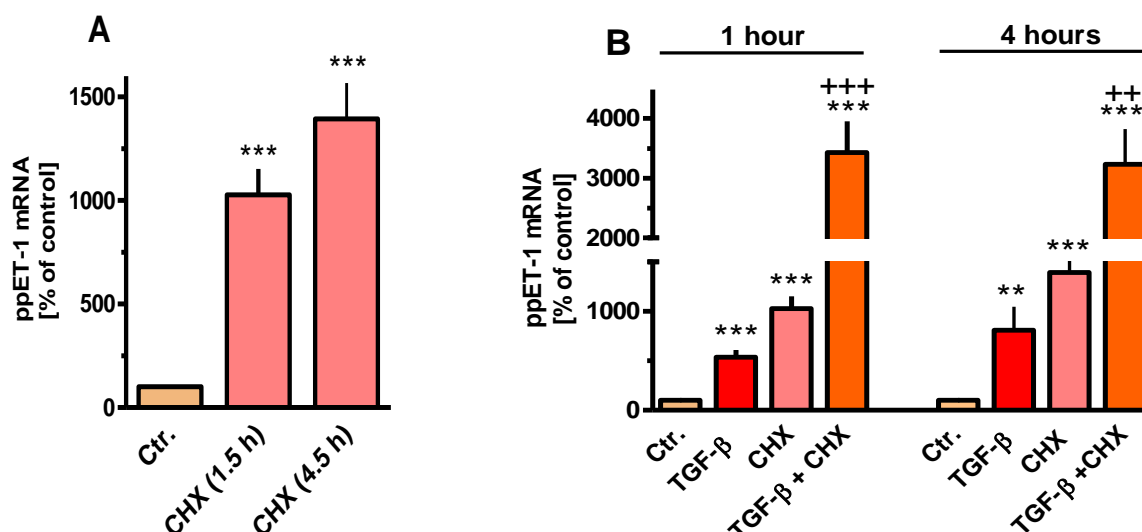 A
ppET-1 mRNA
[% of control]
1500
1000
500
0
***
***
Ctr.
CHX (1.5 h)
CHX (4.5 h)
B
1 hour
4 hours
ppET-1 mRNA
[% of control]
4000
3000
2000
1000
0
***
***
+++
***
**
***
++
***
Ctr.
TGF-β
CHX
TGF-β + CHX
Ctr.
TGF-β
CHX
TGF-β +CHX